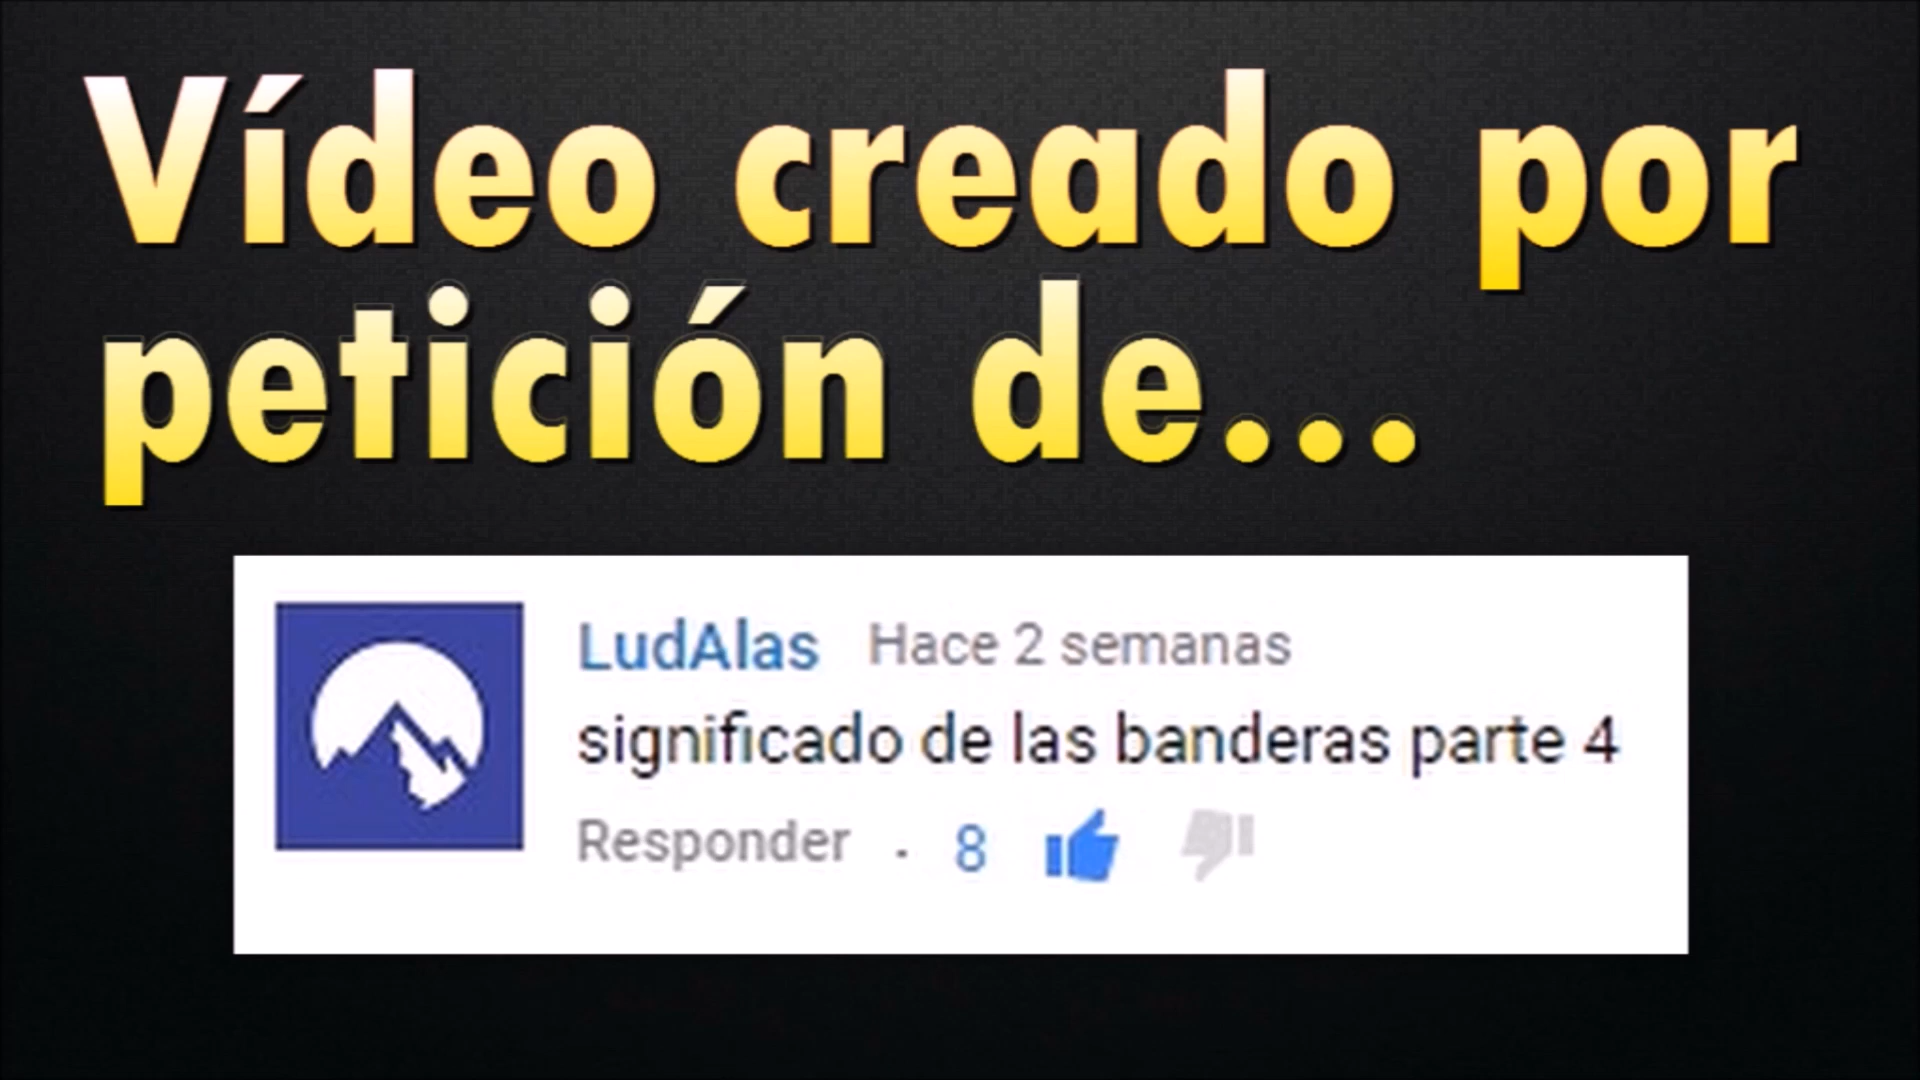 Vídeo creado por
petición de...
LudAlas Hace 2 semanas
significado de las banderas parte 4
Responder · 8